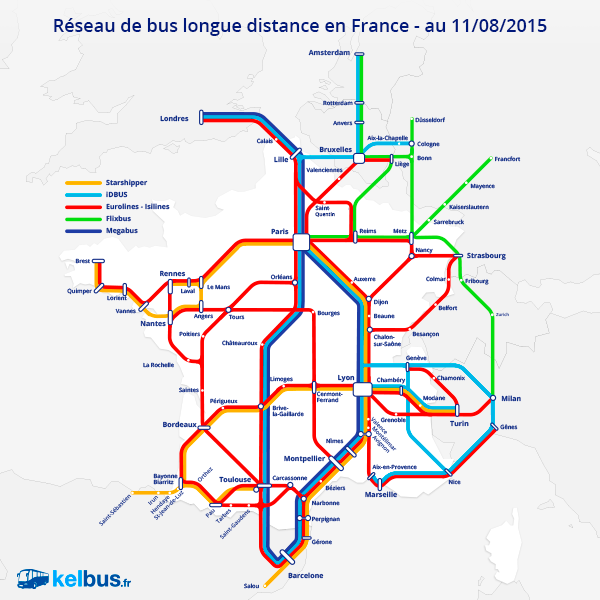 Réseau de bus longue distance en France - au 11/08/2015
Amsterdam
Rotterdam
Anvers
Londres
Düsseldorf
Calais
Bruxelles
Aix-la-Chapelle
Cologne
Lille
Liège
Bonn
Francfort
Valenciennes
Mayence
Starshipper
iDBUS
Eurolines - Isilines
Flixbus
Megabus
Saint-
Quentin
Kaiserslautern
Sarrebruck
Paris
Reims
Metz
Nancy
Strasbourg
Brest
Quimper
Lorient
Vannes
Rennes
Laval
Le Mans
Orléans
Auxerre
Colmar
Fribourg
Nantes
Angers
Tours
Bourges
Dijon
Beaune
Belfort
Zurich
Poitiers
Châteauroux
Chalon-
sur-Saône
Besançon
La Rochelle
Genève
Saintes
Limoges
Lyon
Chambéry
Chamonix
Clermont-
Ferrand
Modane
Milan
Périgueux
Brive-
la-Gaillarde
Grenoble
Turin
Bordeaux
Valence
Montélimar
Avignon
Gênes
Nîmes
Montpellier
Aix-en-Provence
Nice
Marseille
Bayonne
Biarritz
Orthez
Toulouse
Carcassonne
Béziers
Narbonne
Saint-Sébastien
Irun
Hendaye
St-Jean-de-Luz
Pau
Tarbes
Saint-Gaudens
Perpignan
Gérone
Barcelone
Salou
kelbus.fr